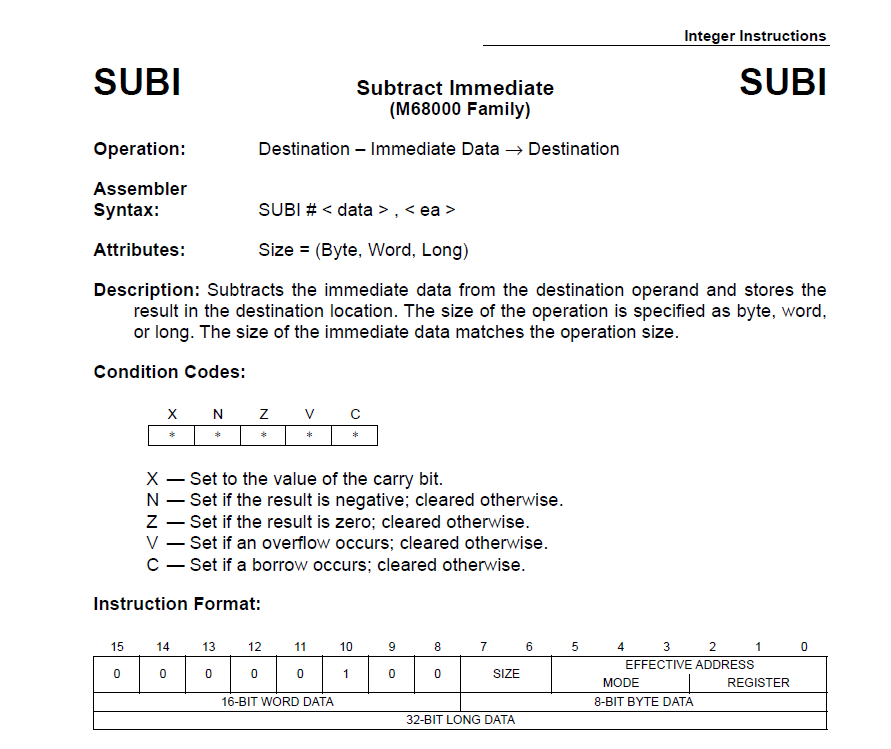 Integer Instructions
SUBI Subtract Immediate SUBI
(M68000 Family)
Operation: Destination – Immediate Data → Destination
Assembler
Syntax: SUBI # < data > , < ea >
Attributes: Size = (Byte, Word, Long)
Description: Subtracts the immediate data from the destination operand and stores the
result in the destination location. The size of the operation is specified as byte, word,
or long. The size of the immediate data matches the operation size.
Condition Codes:
X N Z V C
* * * * *
X — Set to the value of the carry bit.
N — Set if the result is negative; cleared otherwise.
Z — Set if the result is zero; cleared otherwise.
V — Set if an overflow occurs; cleared otherwise.
C — Set if a borrow occurs; cleared otherwise.
Instruction Format:
15 14 13 12 11 10 9 8 7 6 5 4 3 2 1 0
0 0 0 0 0 1 0 0 SIZE EFFECTIVE ADDRESS
MODE REGISTER
16-BIT WORD DATA 8-BIT BYTE DATA
32-BIT LONG DATA